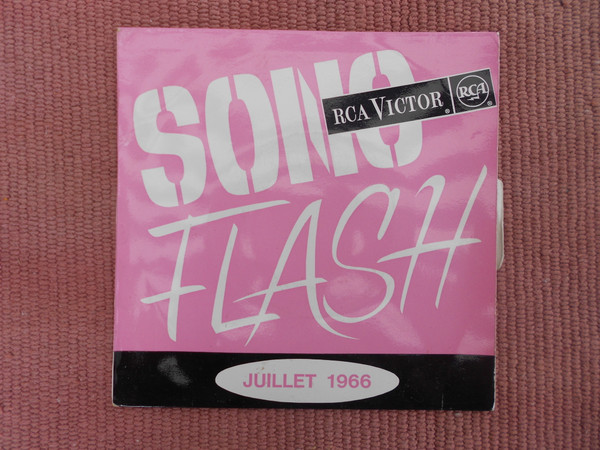 SONO
RCA VICTOR® RCA®
FLASH
JUILLET 1966